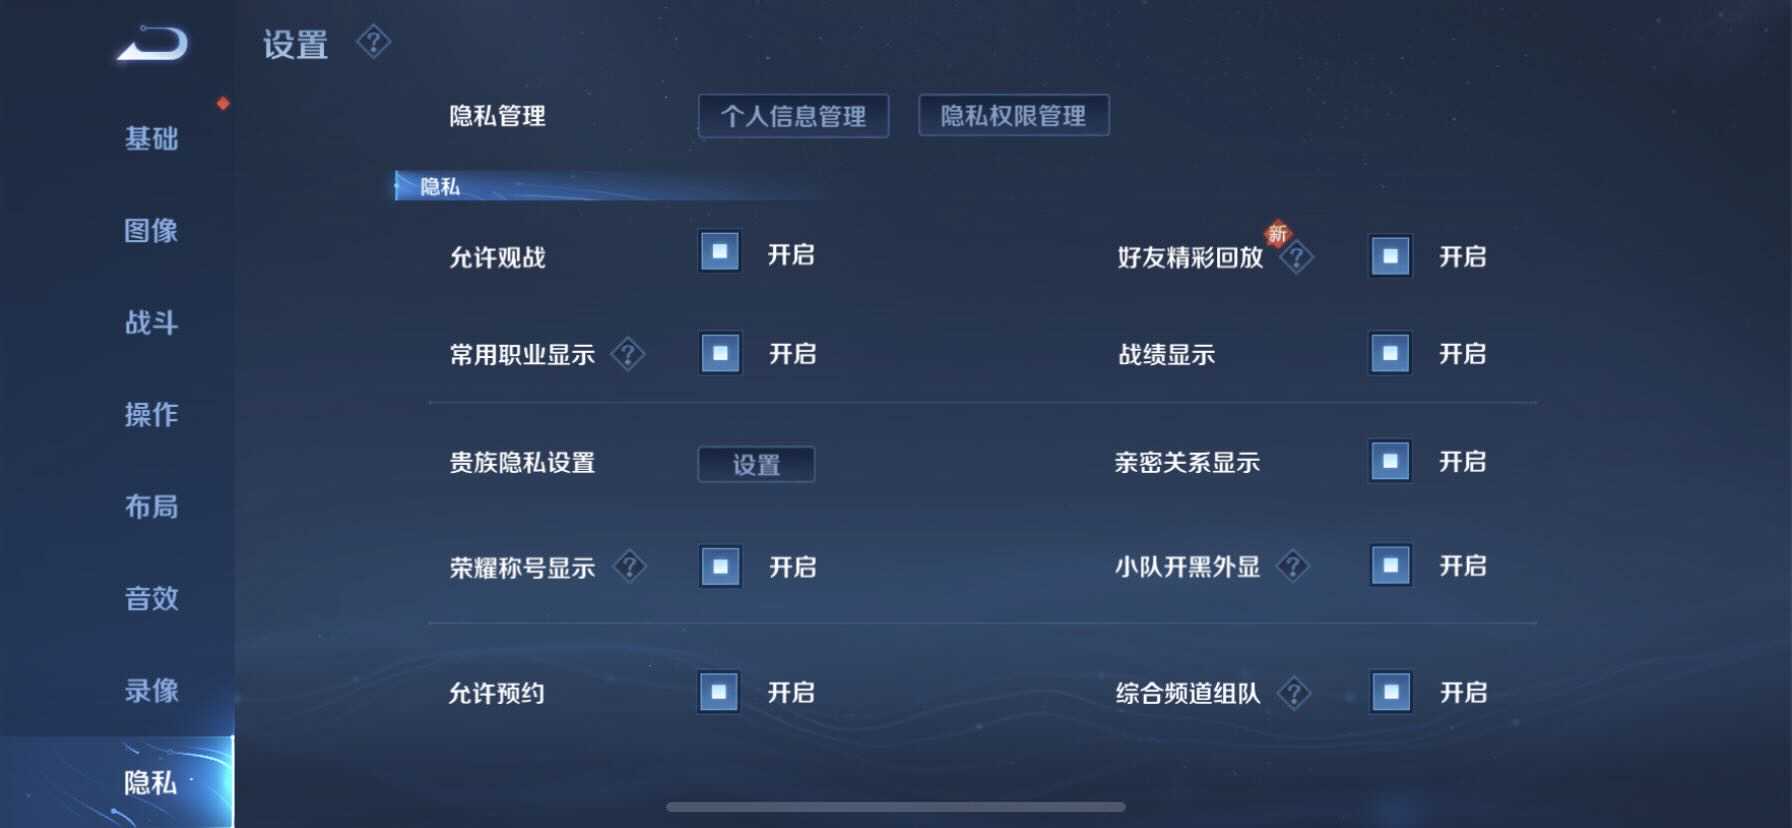 设置
基础
图像
战斗
操作
布局
音效
录像
隐私
隐私管理 个人信息管理 隐私权限管理
隐私
允许观战 开启 好友精彩回放 新 开启
常用职业显示 开启 战绩显示 开启
贵族隐私设置 设置 亲密关系显示 开启
荣耀称号显示 开启 小队开黑外显 开启
允许预约 开启 综合频道组队 开启